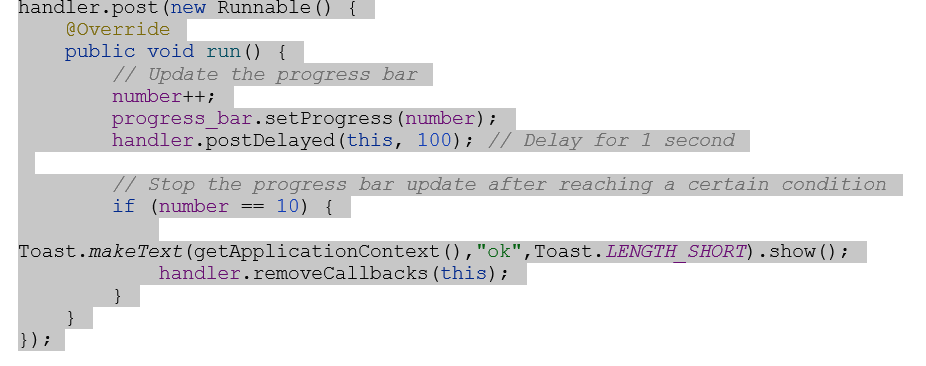 handler.post(new Runnable() {
    @Override
    public void run() {
        // Update the progress bar
        number++;
        progress_bar.setProgress(number);
        handler.postDelayed(this, 100); // Delay for 1 second

        // Stop the progress bar update after reaching a certain condition
        if (number == 10) {

Toast.makeText(getApplicationContext(),"ok",Toast.LENGTH_SHORT).show();
            handler.removeCallbacks(this);
        }
    }
});